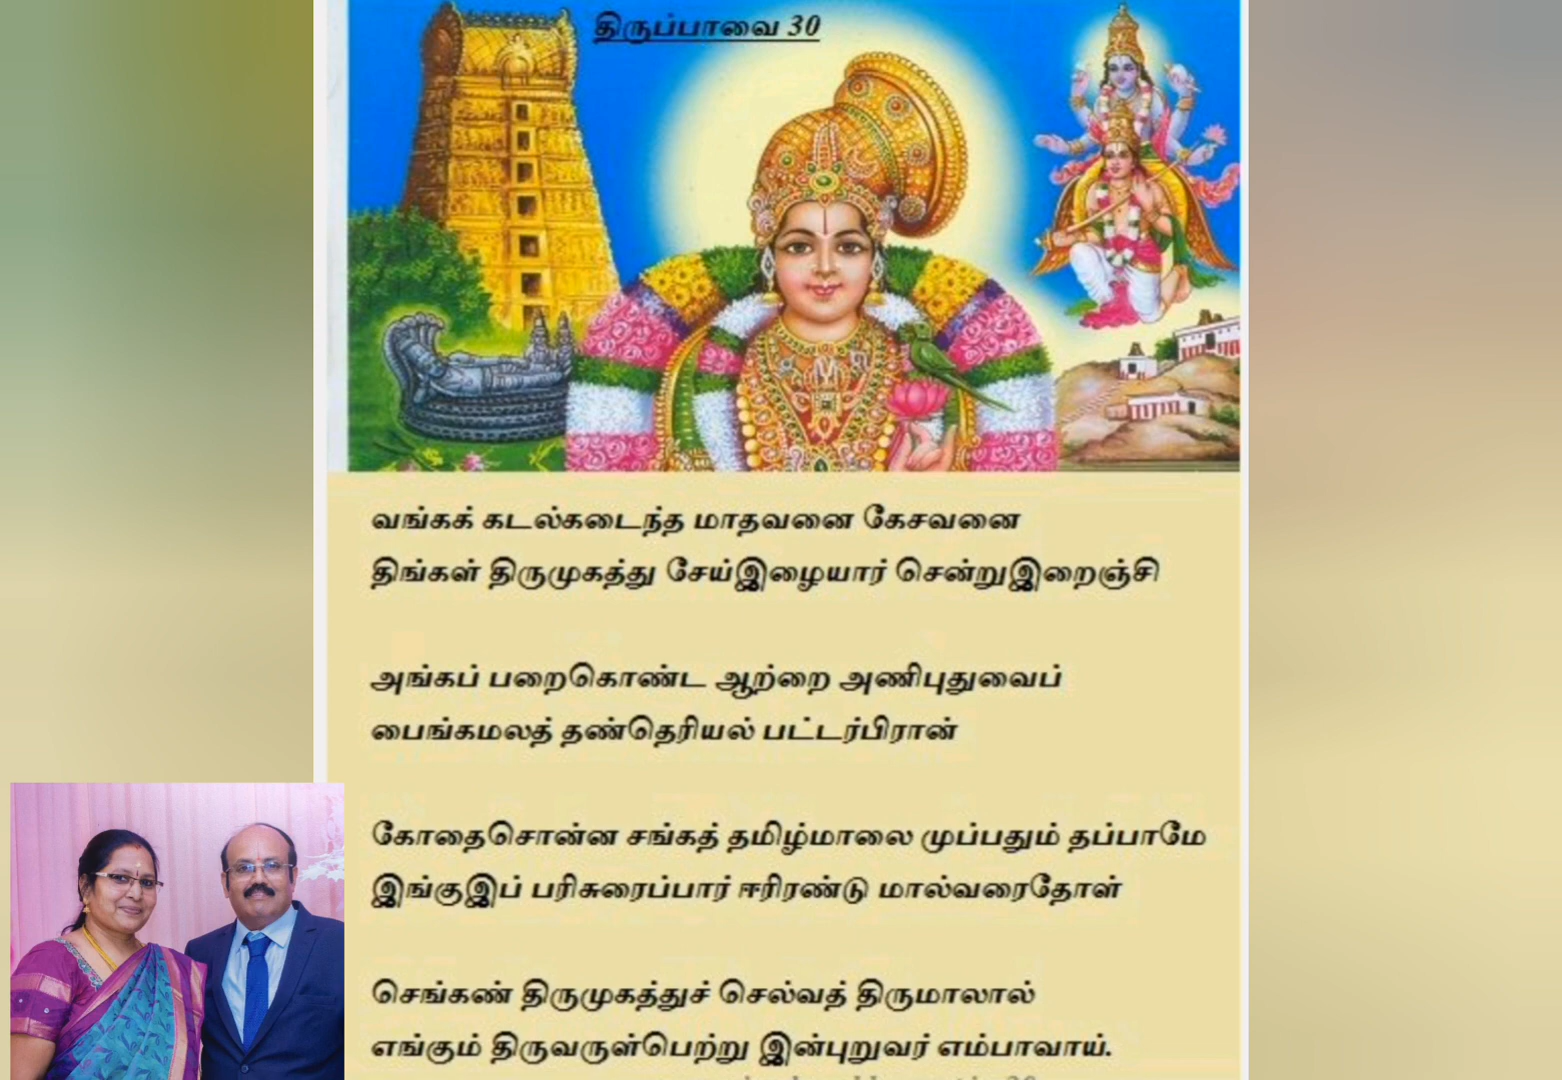 திருப்பாவை 30
வங்கக் கடல்கடைந்த மாதவனை கேசவனை
திங்கள் திருமுகத்து சேய்இழையார் சென்றுஇறைஞ்சி
அங்கப் பறைகொண்ட ஆற்றை அணிபுதுவைப்
பைங்கமலத் தண்தெரியல் பட்டர்பிரான்
கோதைசொன்ன சங்கத் தமிழ்மாலை முப்பதும் தப்பாமே
இங்குஇப் பரிசுரைப்பார் ஈரிரண்டு மால்வரைதோள்
செங்கண் திருமுகத்துச் செல்வத் திருமாலால்
எங்கும் திருவருள்பெற்று இன்புறுவர் எம்பாவாய்.